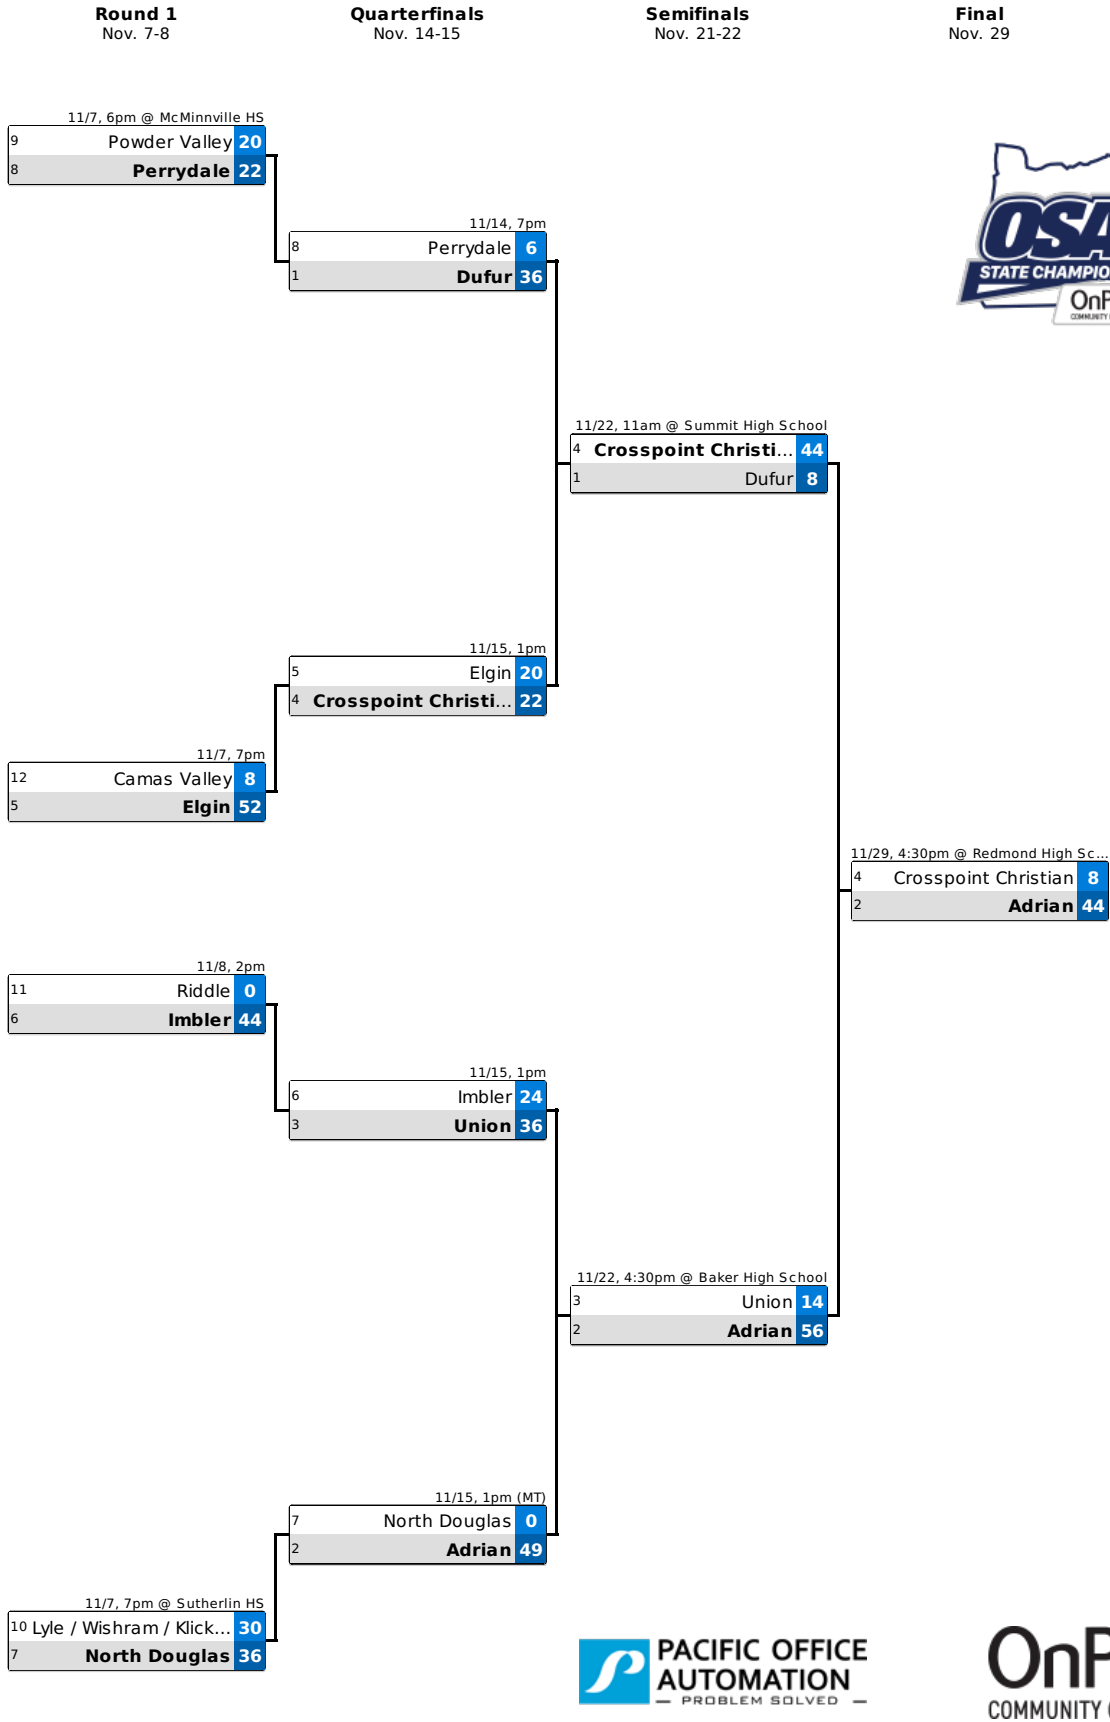 Round 1
Nov. 7-8
Quarterfinals
Nov. 14-15
Semifinals
Nov. 21-22
Final
Nov. 29
11/7, 6pm @ McMinnville HS
9 Powder Valley 20
8 Perrydale 22
11/14, 7pm
8 Perrydale 6
1 Dufur 36
OSA
STATE CHAMPIO
OnP
COMMUNITY
11/22, 11am @ Summit High School
4 Crosspoint Christi... 44
1 Dufur 8
11/15, 1pm
5 Elgin 20
4 Crosspoint Christi... 22
11/7, 7pm
12 Camas Valley 8
5 Elgin 52
11/29, 4:30pm @ Redmond High Sc...
4 Crosspoint Christian 8
2 Adrian 44
11/8, 2pm
11 Riddle 0
6 Imbler 44
11/15, 1pm
6 Imbler 24
3 Union 36
11/22, 4:30pm @ Baker High School
3 Union 14
2 Adrian 56
11/15, 1pm (MT)
7 North Douglas 0
2 Adrian 49
11/7, 7pm @ Sutherlin HS
10 Lyle / Wishram / Klick... 30
7 North Douglas 36
PACIFIC OFFICE
AUTOMATION
— PROBLEM SOLVED —
OnP
COMMUNITY